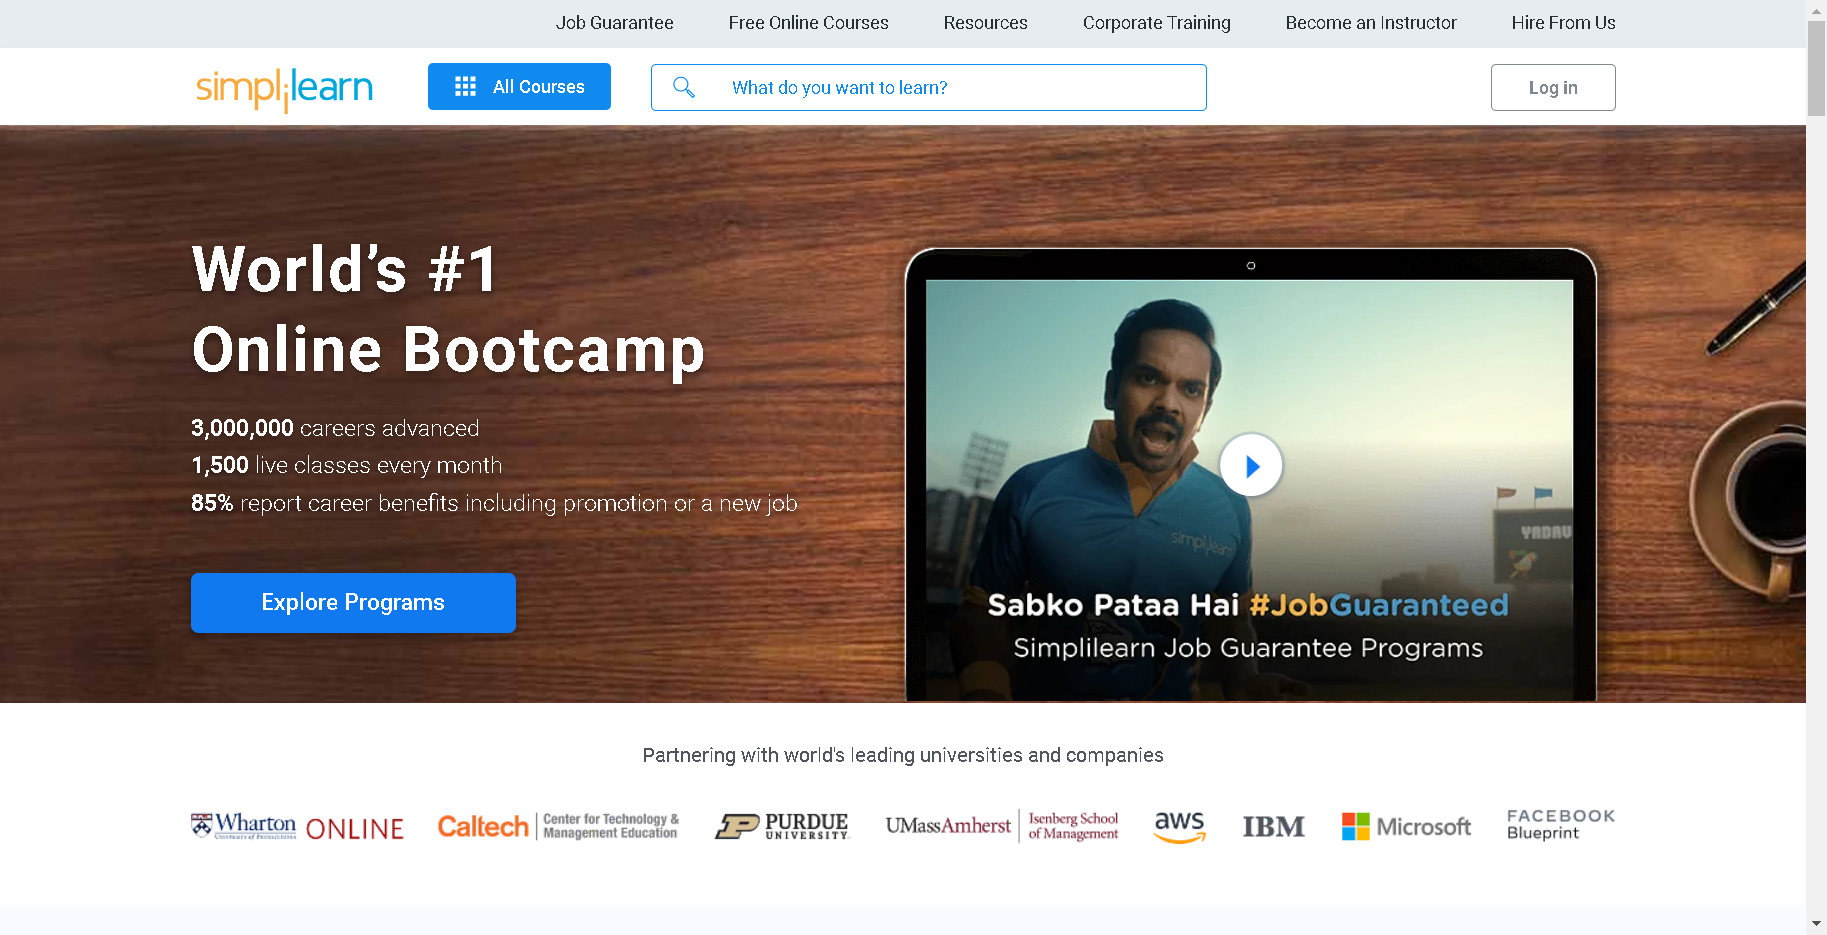 Job Guarantee Free Online Courses Resources Corporate Training Become an Instructor Hire From Us
simplilearn All Courses What do you want to learn? Log in
World's #1
Online Bootcamp
3,000,000 careers advanced
1,500 live classes every month
85% report career benefits including promotion or a new job
Explore Programs
simplilearn
YADAV
Sabko Pataa Hai #JobGuaranteed
Simplilearn Job Guarantee Programs
Partnering with world's leading universities and companies
Wharton
UNIVERSITY of PENNSYLVANIA
ONLINE
Caltech
Center for Technology &
Management Education
PURDUE
UNIVERSITY
UMassAmherst
Isenberg School
of Management
aws
IBM
Microsoft
FACEBOOK
Blueprint